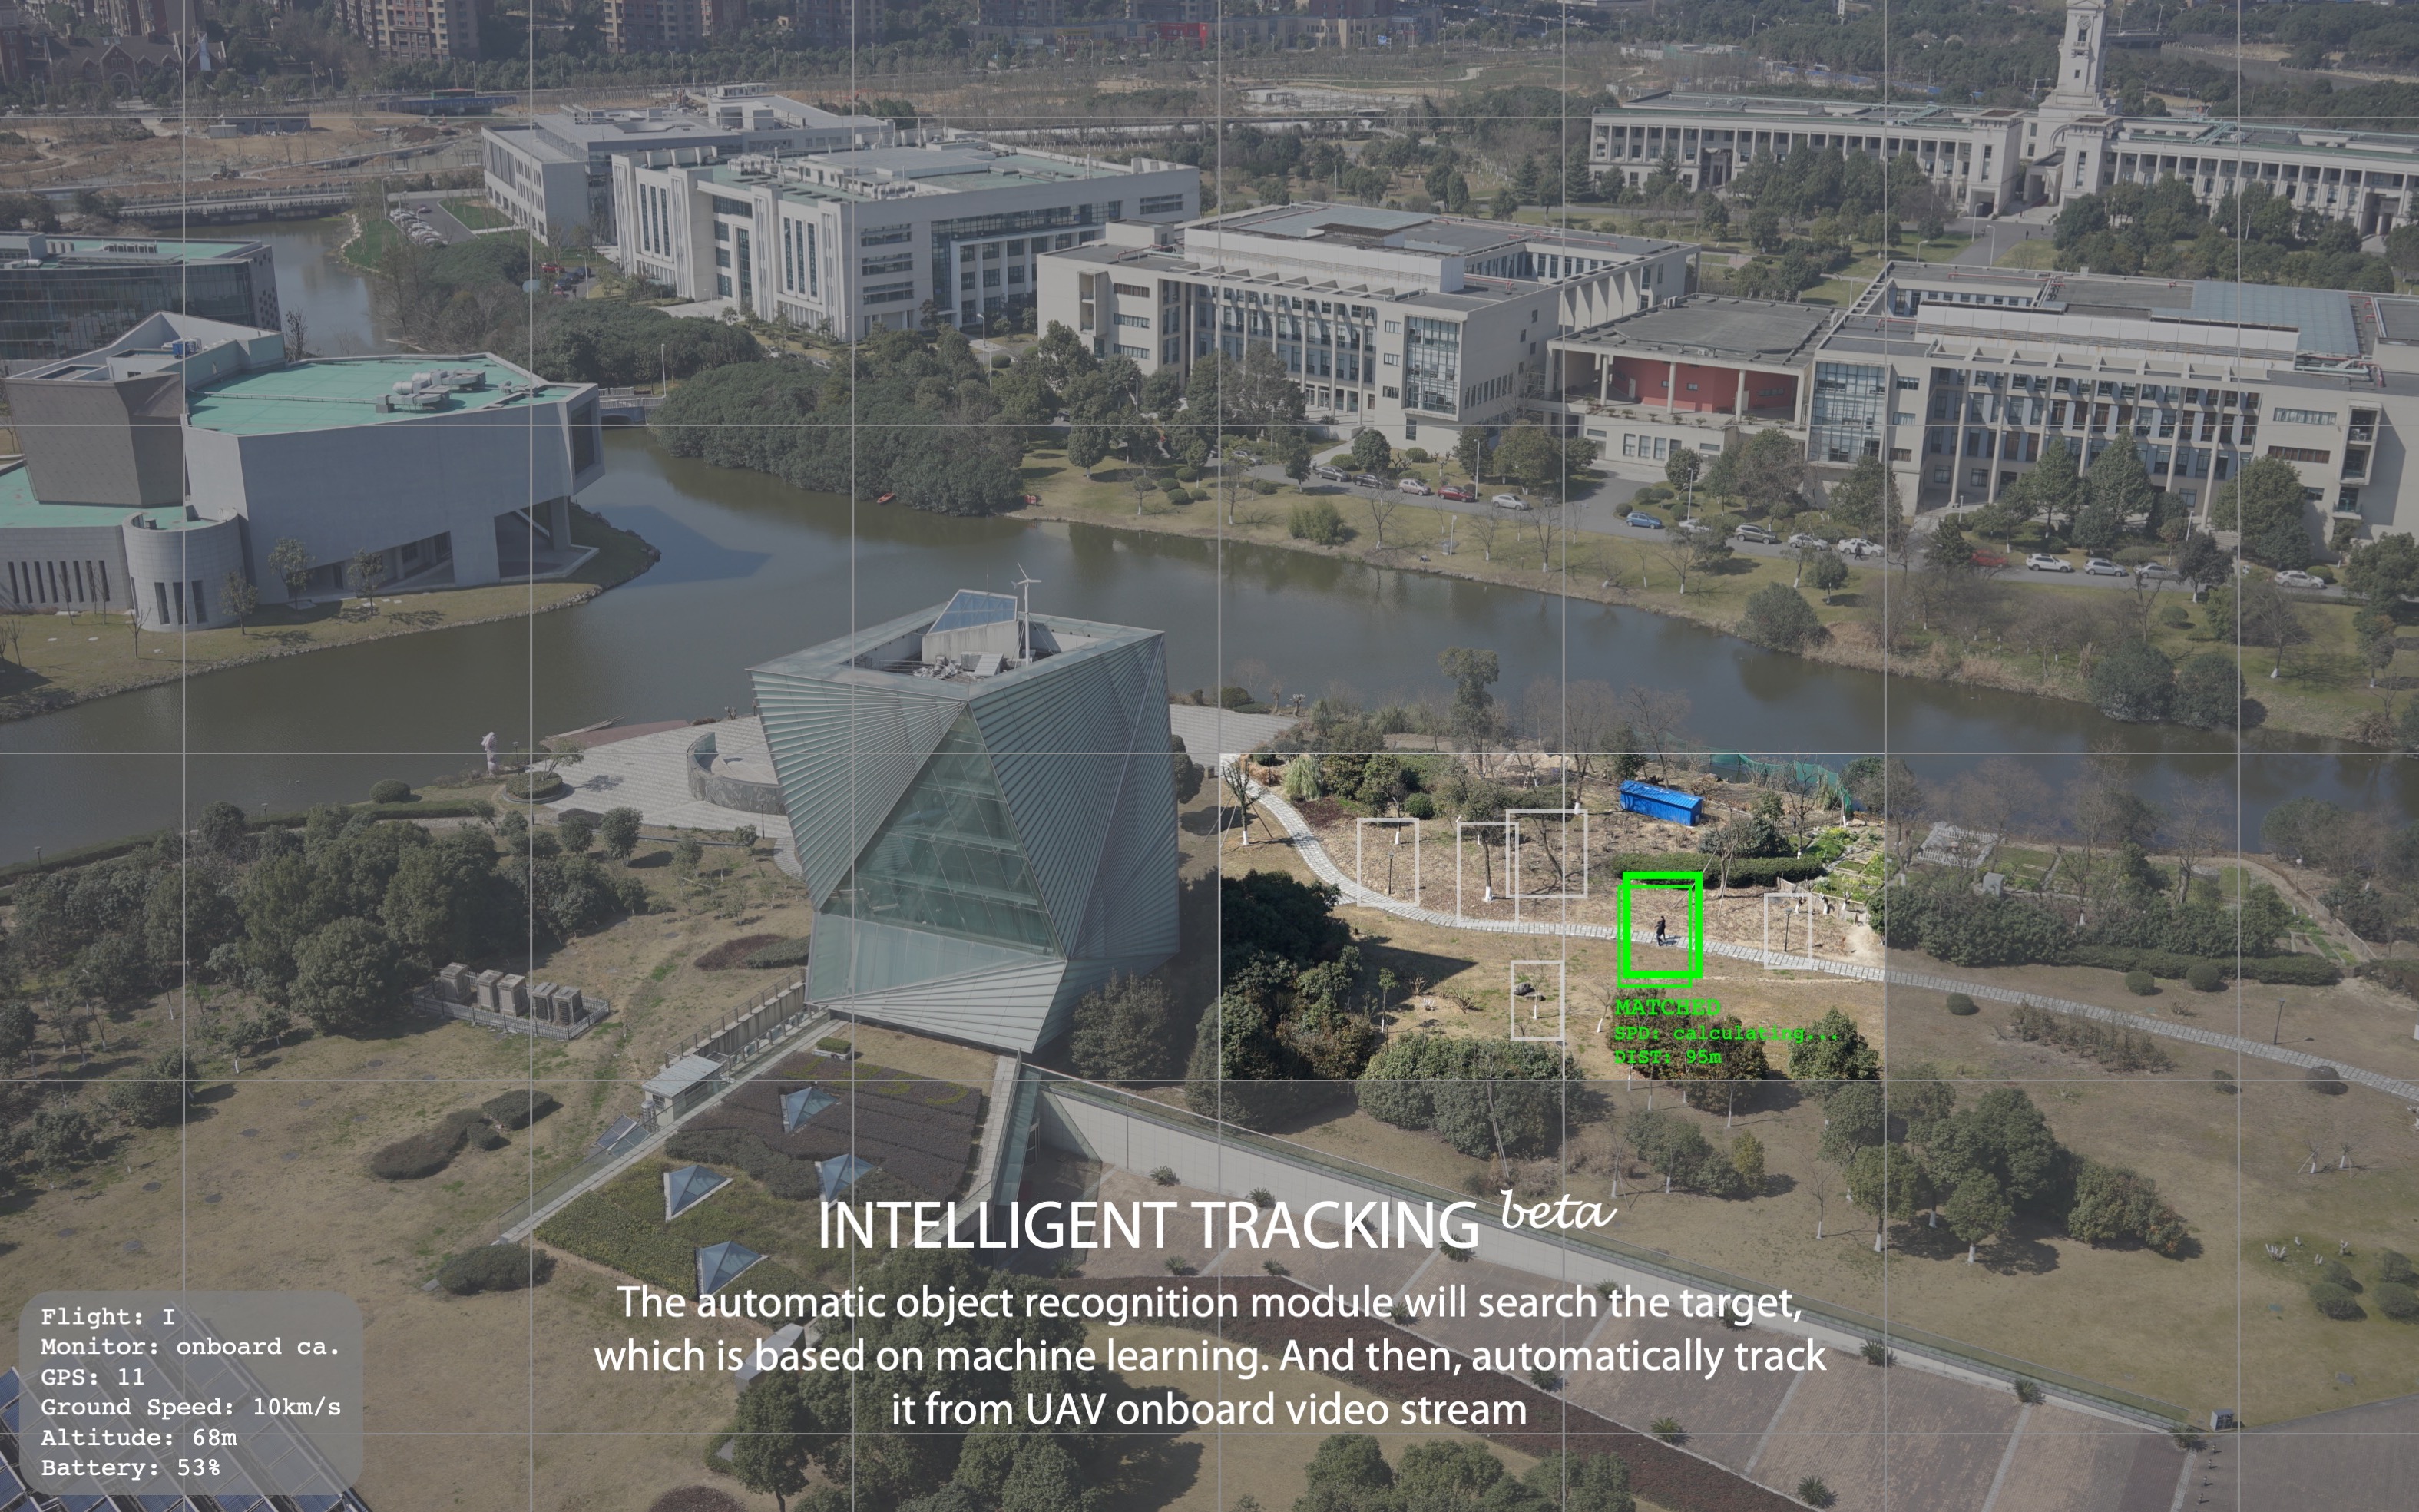 MATCHED
SPD: calculating...
DIST: 95m
INTELLIGENT TRACKING beta
The automatic object recognition module will search the target,
which is based on machine learning. And then, automatically track
it from UAV onboard video stream
Flight: I
Monitor: onboard ca.
GPS: 11
Ground Speed: 10km/s
Altitude: 68m
Battery: 53%